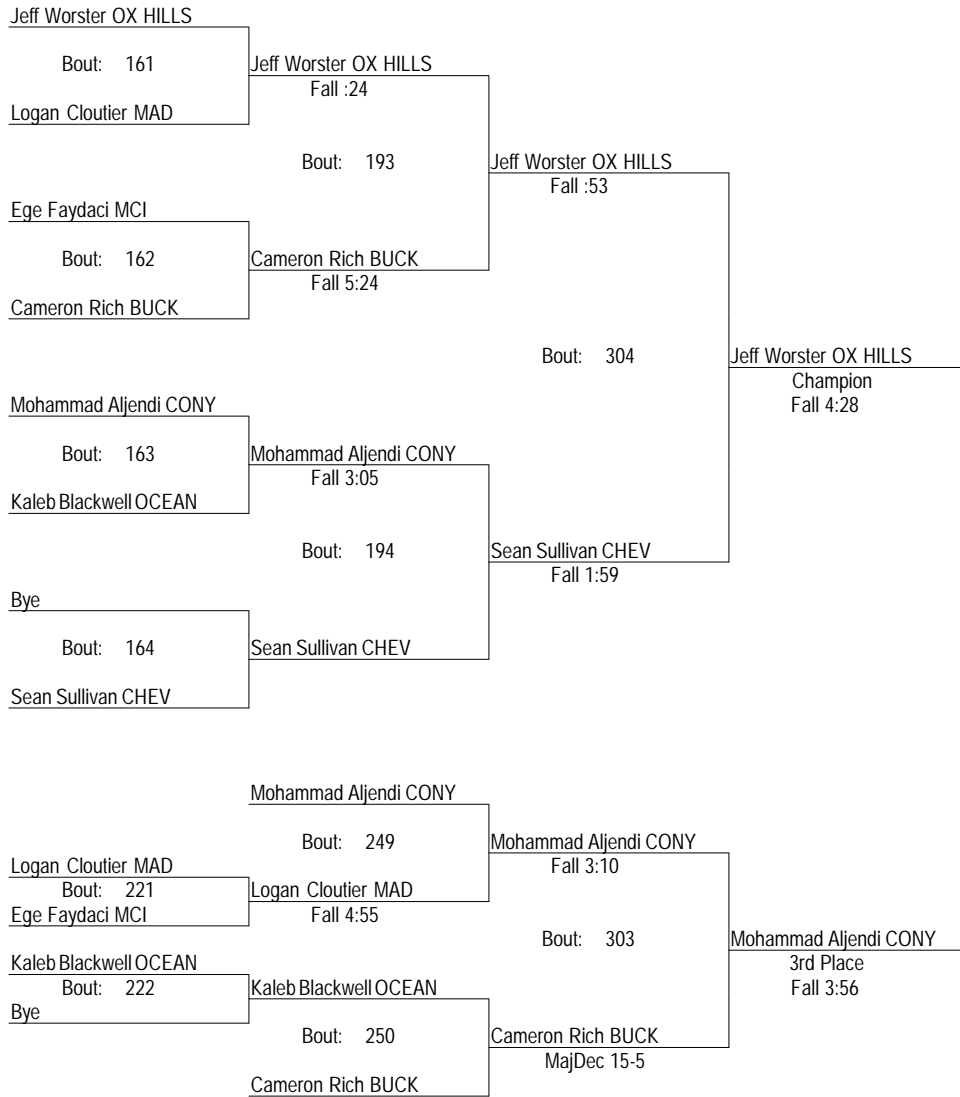 Jeff Worster OX HILLS
Bout: 161
Jeff Worster OX HILLS
Fall :24
Logan Cloutier MAD
Bout: 193
Jeff Worster OX HILLS
Fall :53
Ege Faydaci MCI
Bout: 162
Cameron Rich BUCK
Fall 5:24
Cameron Rich BUCK
Bout: 304
Jeff Worster OX HILLS
Champion
Fall 4:28
Mohammad Aljendi CONY
Bout: 163
Mohammad Aljendi CONY
Fall 3:05
Kaleb Blackwell OCEAN
Bout: 194
Sean Sullivan CHEV
Fall 1:59
Bye
Bout: 164
Sean Sullivan CHEV
Sean Sullivan CHEV
Mohammad Aljendi CONY
Bout: 249
Mohammad Aljendi CONY
Fall 3:10
Logan Cloutier MAD
Bout: 221
Logan Cloutier MAD
Fall 4:55
Ege Faydaci MCI
Bout: 303
Mohammad Aljendi CONY
3rd Place
Fall 3:56
Kaleb Blackwell OCEAN
Bout: 222
Kaleb Blackwell OCEAN
Bye
Bout: 250
Cameron Rich BUCK
MajDec 15-5
Cameron Rich BUCK